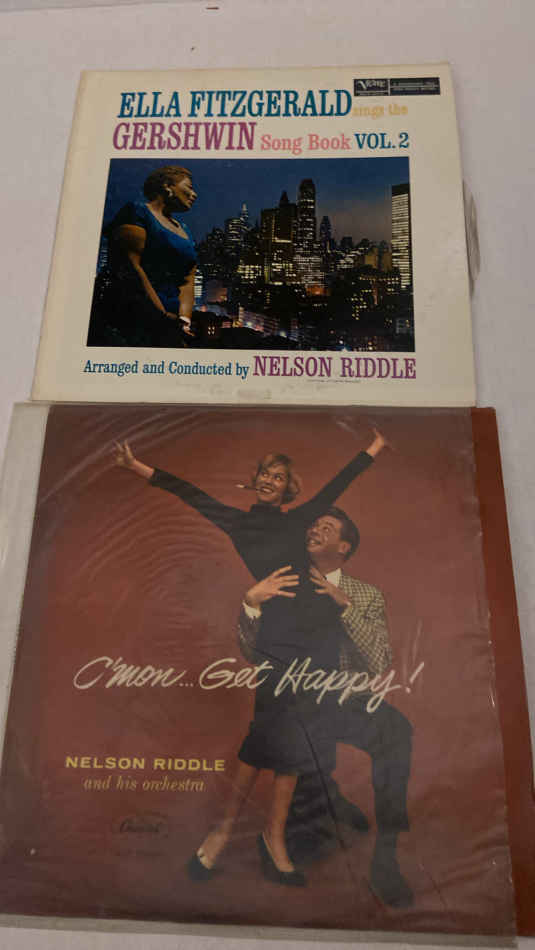 Verve
ELLA FITZGERALD sings the
GERSHWIN Song Book VOL. 2
Arranged and Conducted by NELSON RIDDLE
C'mon... Get Happy!
NELSON RIDDLE
and his orchestra
Capitol